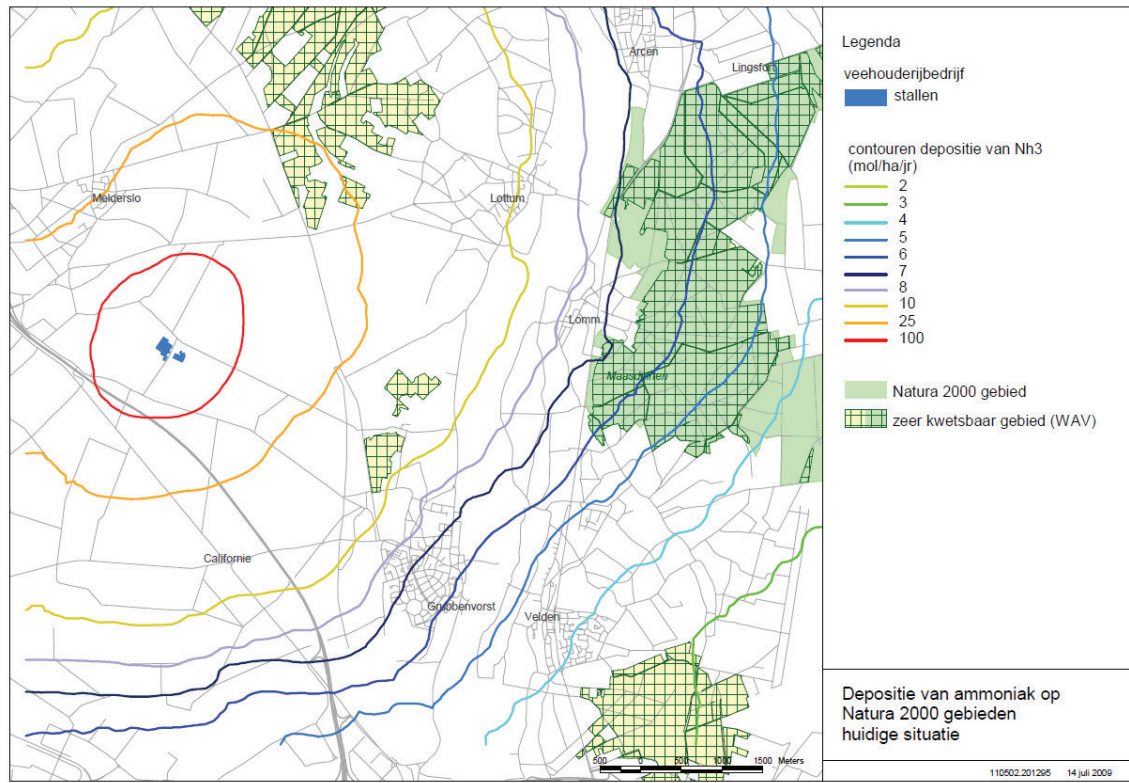 Arcen
Lingsfort
Melderslo
Lottum
Lomm
Maasduinen
Californie
Grubbenvorst
Velden
500 0 500 1000 1500 Meters
Legenda
veehouderijbedrijf
stallen
contouren depositie van Nh3
(mol/ha/jr)
2
3
4
5
6
7
8
10
25
100
Natura 2000 gebied
zeer kwetsbaar gebied (WAV)
Depositie van ammoniak op
Natura 2000 gebieden
huidige situatie
110502.201295 14 juli 2009